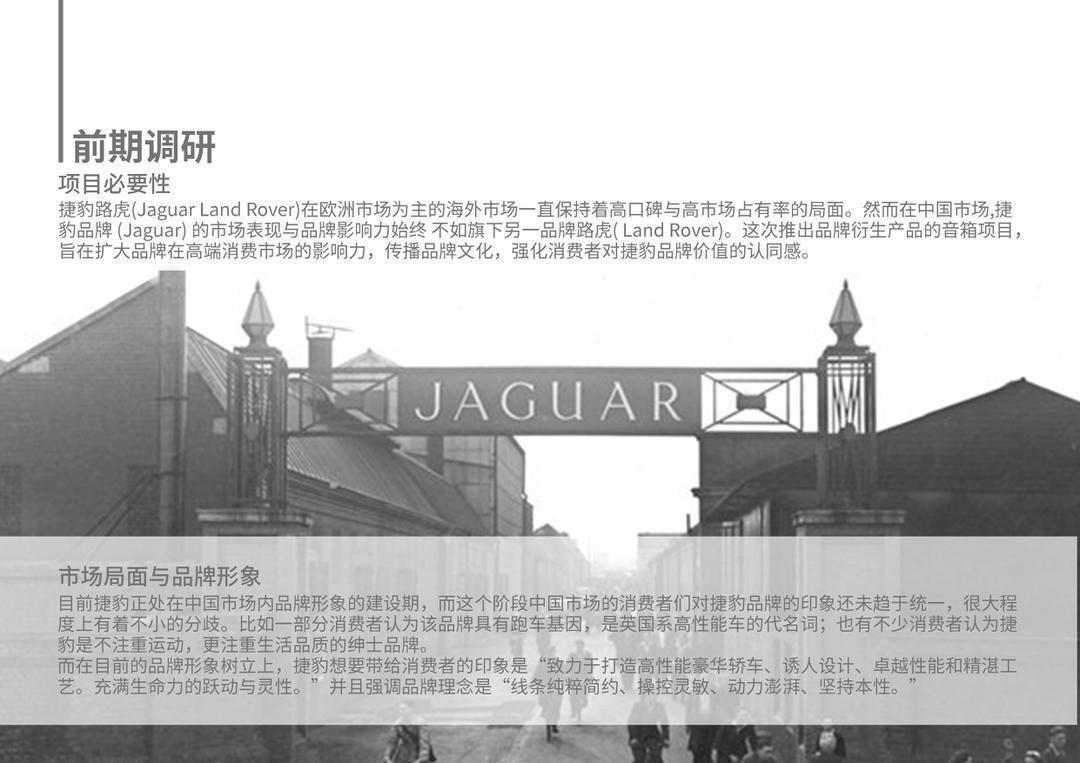 前期调研
项目必要性
捷豹路虎(Jaguar Land Rover)在欧洲市场为主的海外市场一直保持着高口碑与高市场占有率的局面。然而在中国市场,捷
豹品牌 (Jaguar) 的市场表现与品牌影响力始终 不如旗下另一品牌路虎( Land Rover)。这次推出品牌衍生产品的音箱项目，
旨在扩大品牌在高端消费市场的影响力，传播品牌文化，强化消费者对捷豹品牌价值的认同感。
JAGUAR
市场局面与品牌形象
目前捷豹正处在中国市场内品牌形象的建设期，而这个阶段中国市场的消费者们对捷豹品牌的印象还未趋于统一，很大程
度上有着不小的分歧。比如一部分消费者认为该品牌具有跑车基因，是英国系高性能车的代名词；也有不少消费者认为捷
豹是不注重运动，更注重生活品质的绅士品牌。
而在目前的品牌形象树立上，捷豹想要带给消费者的印象是“致力于打造高性能豪华轿车、诱人设计、卓越性能和精湛工
艺。充满生命力的跃动与灵性。”并且强调品牌理念是“线条纯粹简约、操控灵敏、动力澎湃、坚持本性。”